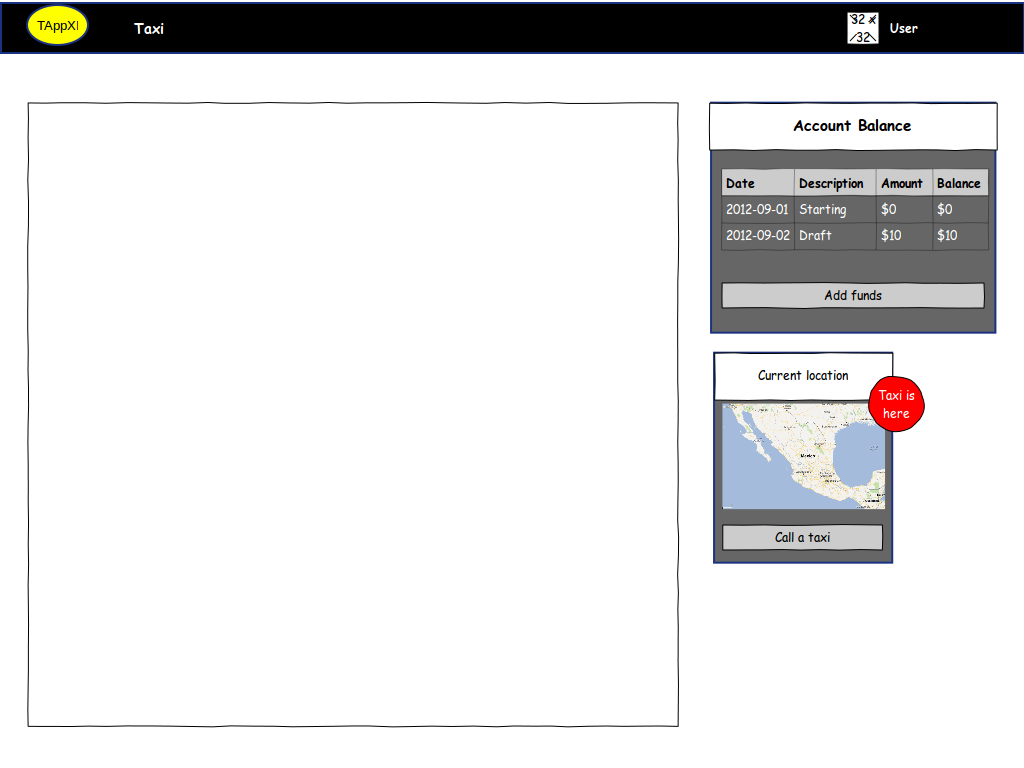 TAppXI
Taxi
32 x
32
User
Account Balance
Date Description Amount Balance
2012-09-01 Starting $0 $0
2012-09-02 Draft $10 $10
Add funds
Current location
Taxi is
here
Mexico
Call a taxi